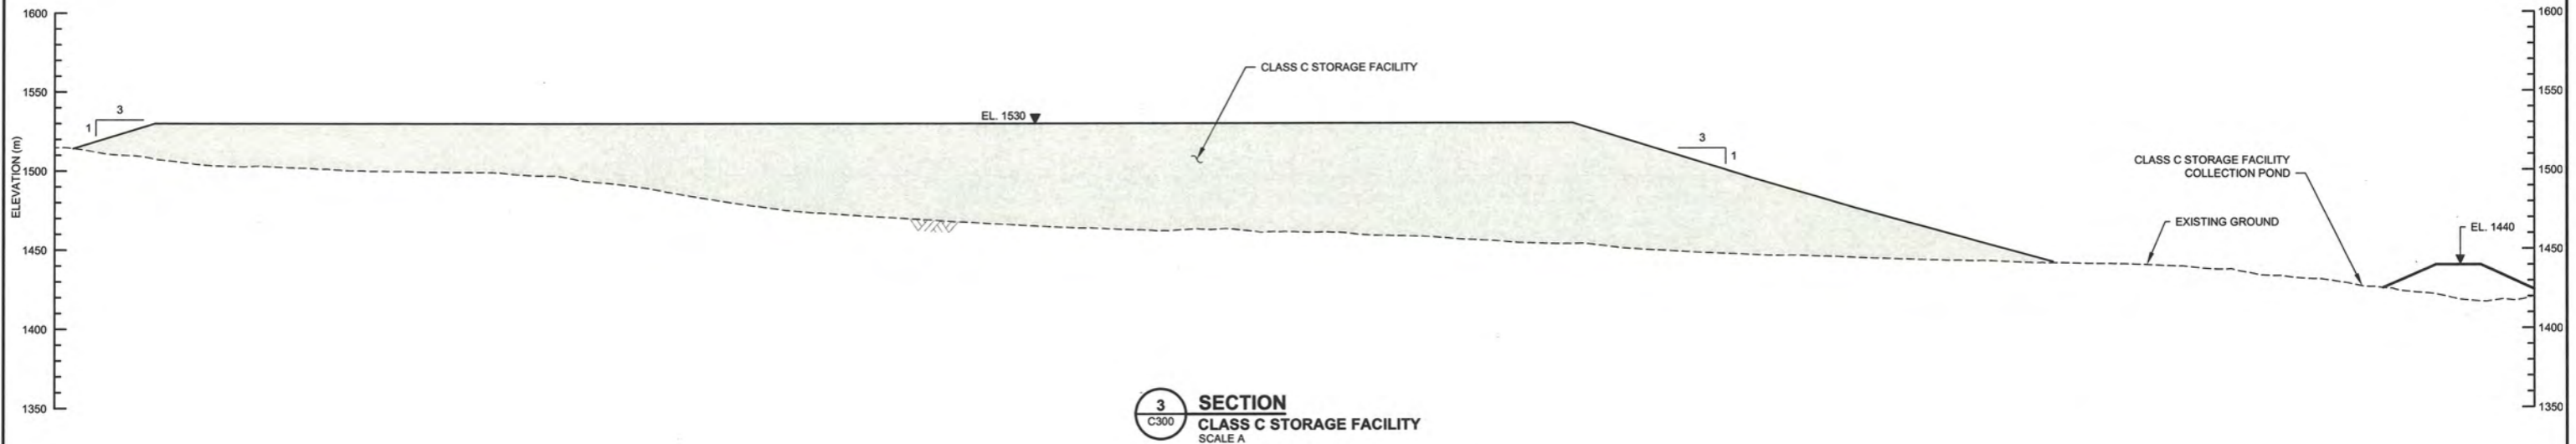 1600
1550
1500
1450
1400
1350
ELEVATION (m)
3
1
EL. 1530
CLASS C STORAGE FACILITY
3
1
CLASS C STORAGE FACILITY
COLLECTION POND
EXISTING GROUND
EL. 1440
1600
1550
1500
1450
1400
1350
3
C300
SECTION
CLASS C STORAGE FACILITY
SCALE A